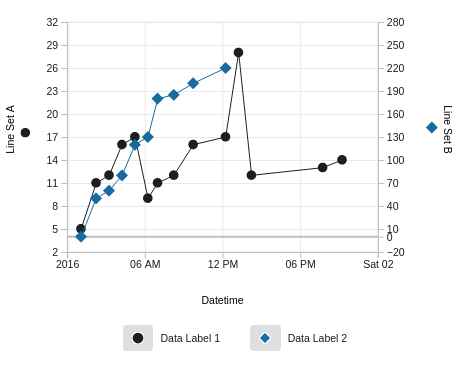 32 280
29 250
26 220
23 190
20 160
17 130
14 100
11 70
8 40
5 10
0
2 −20
Line Set A
Line Set B
2016 06 AM 12 PM 06 PM Sat 02
Datetime
Data Label 1 Data Label 2